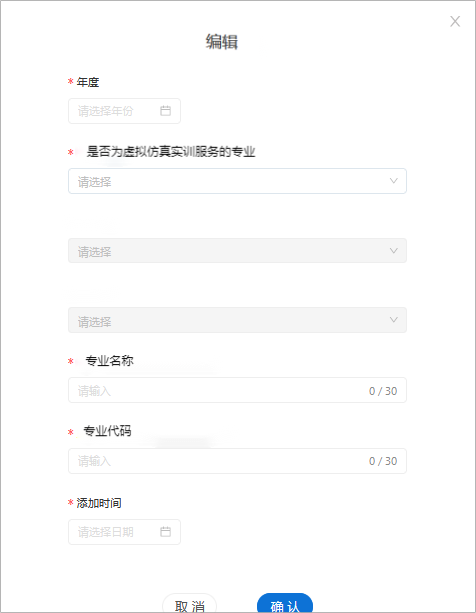 编辑
* 年度
请选择年份
* 是否为虚拟仿真实训服务的专业
请选择
请选择
请选择
* 专业名称
请输入 0 / 30
* 专业代码
请输入 0 / 30
* 添加时间
请选择日期
取 消 确 认